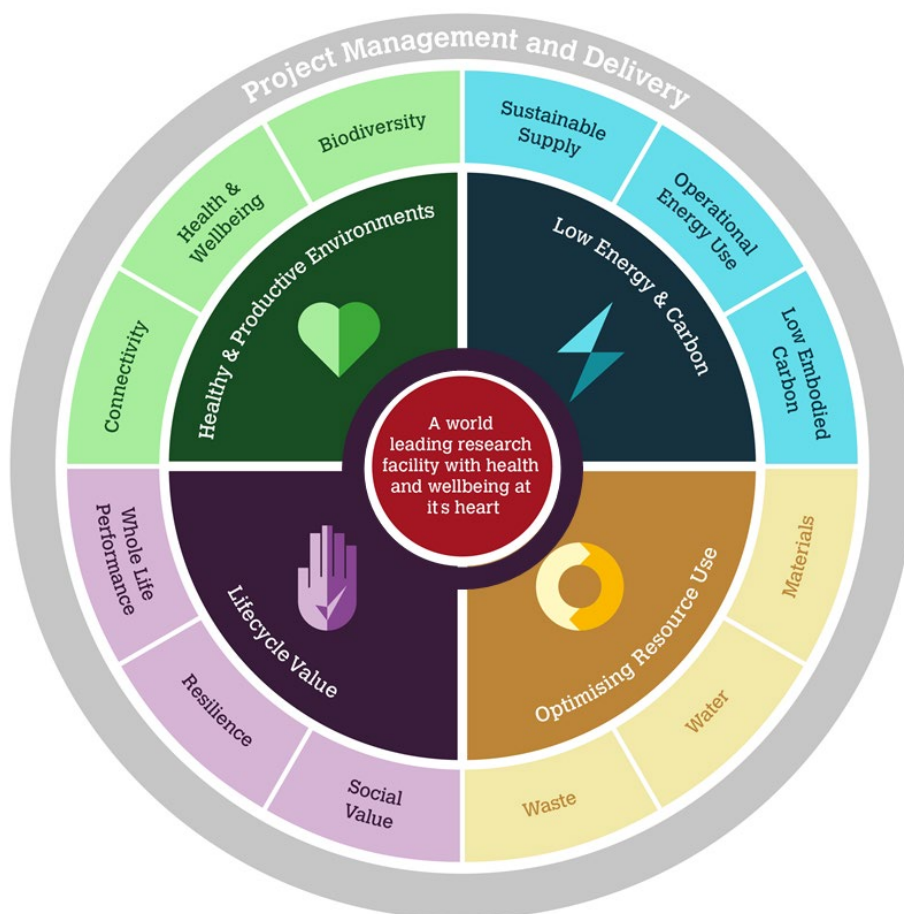 Project Management and Delivery
Biodiversity
Health &
Wellbeing
Connectivity
Sustainable
Supply
Operational
Energy Use
Low Embodied
Carbon
Healthy & Productive Environments
Low Energy & Carbon
A world
leading research
facility with health
and wellbeing at
its heart
Whole Life
Performance
Resilience
Social
Value
Lifecycle Value
Optimising Resource Use
Materials
Water
Waste